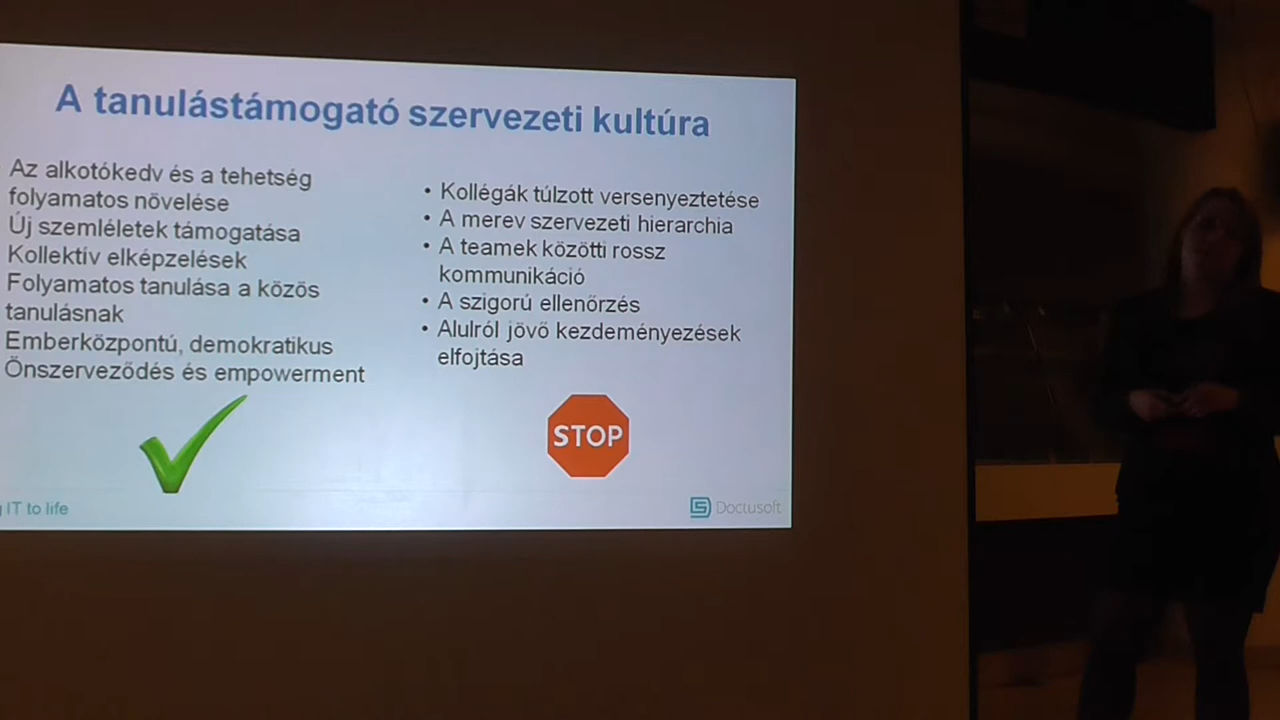 A tanulástámogató szervezeti kultúra
Az alkotókedv és a tehetség
folyamatos növelése
Új szemléletek támogatása
Kollektív elképzelések
Folyamatos tanulása a közös
tanulásnak
Emberközpontú, demokratikus
Önszerveződés és empowerment
• Kollégák túlzott versenyeztetése
• A merev szervezeti hierarchia
• A teamek közötti rossz
kommunikáció
• A szigorú ellenőrzés
• Alulról jövő kezdeményezések
elfojtása
STOP
IT to life
Doctusoft